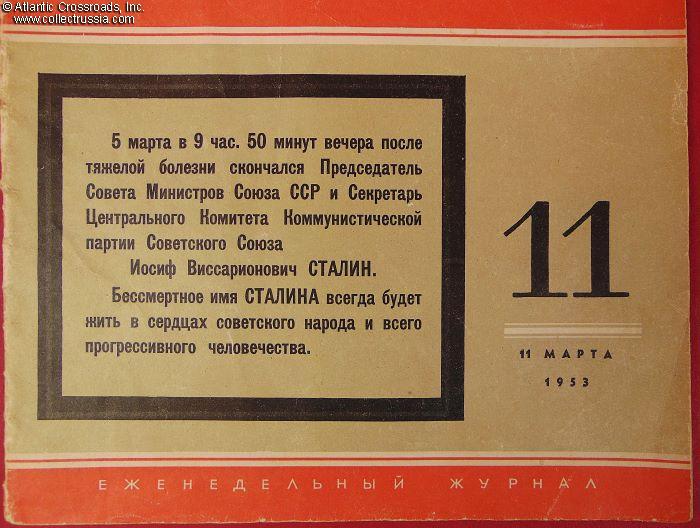 © Atlantic Crossroads, Inc.
www.collectrussia.com
5 марта в 9 час. 50 минут вечера после
тяжелой болезни скончался Председатель
Совета Министров Союза ССР и Секретарь
Центрального Комитета Коммунистической
партии Советского Союза
Иосиф Виссарионович СТАЛИН.
Бессмертное имя СТАЛИНА всегда будет
жить в сердцах советского народа и всего
прогрессивного человечества.
11
11 МАРТА
1953
ЕЖЕНЕДЕЛЬНЫЙ ЖУРНАЛ